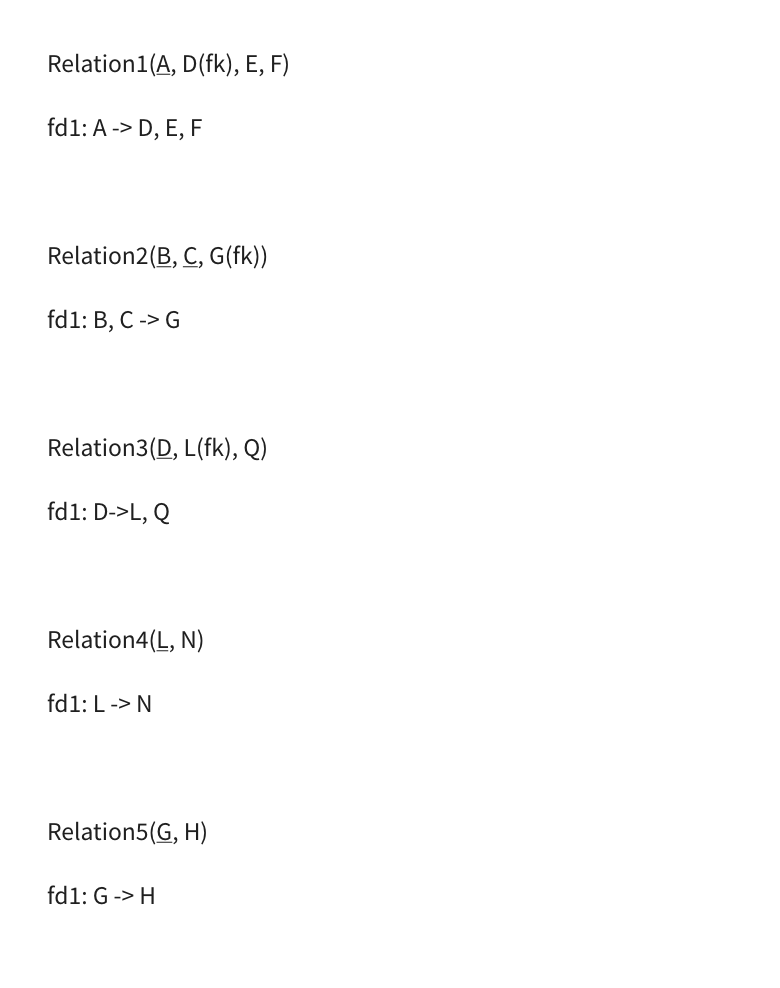 Relation1(A, D(fk), E, F)
fd1: A -> D, E, F
Relation2(B, C, G(fk))
fd1: B, C -> G
Relation3(D, L(fk), Q)
fd1: D->L, Q
Relation4(L, N)
fd1: L -> N
Relation5(G, H)
fd1: G -> H